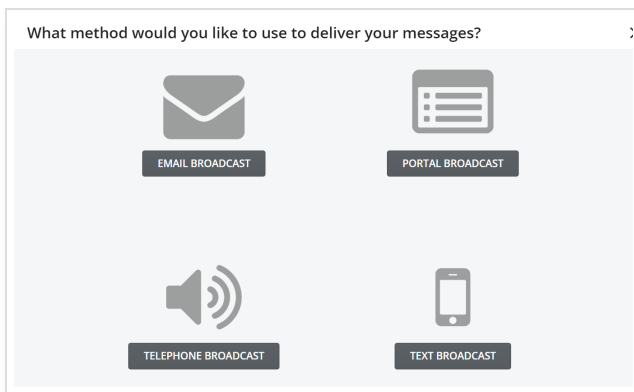 What method would you like to use to deliver your messages?
EMAIL BROADCAST
PORTAL BROADCAST
TELEPHONE BROADCAST
TEXT BROADCAST